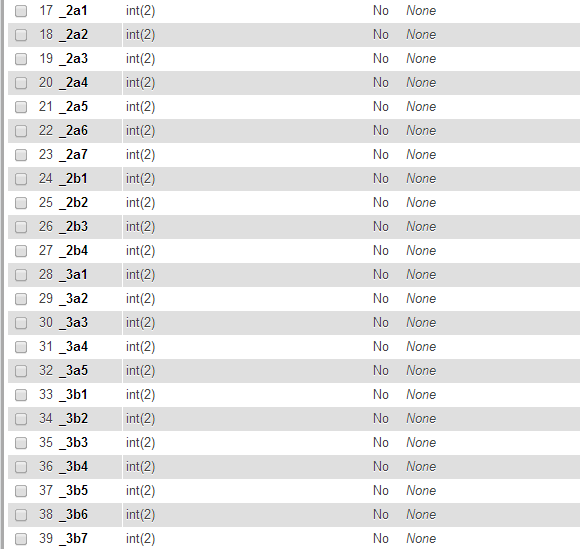 17 _2a1 int(2) No None
18 _2a2 int(2) No None
19 _2a3 int(2) No None
20 _2a4 int(2) No None
21 _2a5 int(2) No None
22 _2a6 int(2) No None
23 _2a7 int(2) No None
24 _2b1 int(2) No None
25 _2b2 int(2) No None
26 _2b3 int(2) No None
27 _2b4 int(2) No None
28 _3a1 int(2) No None
29 _3a2 int(2) No None
30 _3a3 int(2) No None
31 _3a4 int(2) No None
32 _3a5 int(2) No None
33 _3b1 int(2) No None
34 _3b2 int(2) No None
35 _3b3 int(2) No None
36 _3b4 int(2) No None
37 _3b5 int(2) No None
38 _3b6 int(2) No None
39 _3b7 int(2) No None